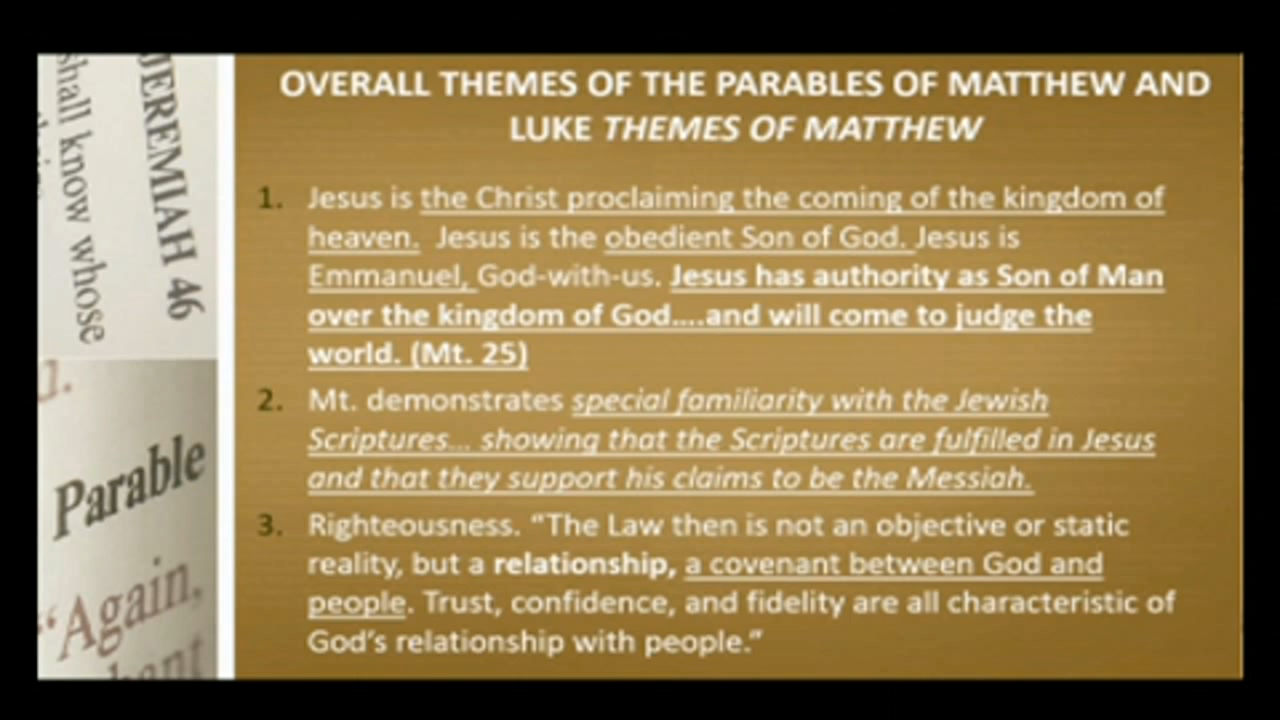 JEREMIAH 46
shall know whose
Parable
"Again,
OVERALL THEMES OF THE PARABLES OF MATTHEW AND
LUKE THEMES OF MATTHEW
1. Jesus is the Christ proclaiming the coming of the kingdom of
heaven. Jesus is the obedient Son of God. Jesus is
Emmanuel, God-with-us. Jesus has authority as Son of Man
over the kingdom of God....and will come to judge the
world. (Mt. 25)
2. Mt. demonstrates special familiarity with the Jewish
Scriptures... showing that the Scriptures are fulfilled in Jesus
and that they support his claims to be the Messiah.
3. Righteousness. “The Law then is not an objective or static
reality, but a relationship, a covenant between God and
people. Trust, confidence, and fidelity are all characteristic of
God’s relationship with people.”